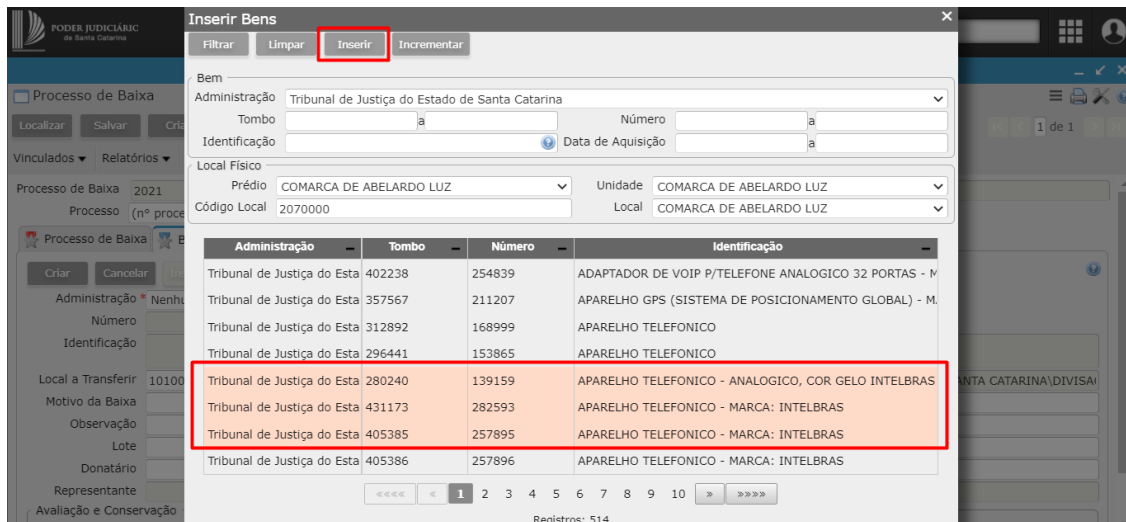 PODER JUDICIÁRIC
de Santa Catarina
Inserir Bens
Filtrar Limpar Inserir Incrementar
Processo de Baixa
Localizar Salvar Cria
1 de 1
Vinculados Relatórios
Processo de Baixa 2021
Processo (nº proce
Processo de Baixa B
Criar Cancelar
Administração * Nenhu
Número
Identificação
Local a Transferir 10100
ANTA CATARINA\DIVISA
Motivo da Baixa
Observação
Lote
Donatário
Representante
Avaliação e Conservação
Bem
Administração Tribunal de Justiça do Estado de Santa Catarina
Tombo a Número a
Identificação Data de Aquisição a
Local Físico
Prédio COMARCA DE ABELARDO LUZ Unidade COMARCA DE ABELARDO LUZ
Código Local 2070000 Local COMARCA DE ABELARDO LUZ
Administração Tombo Número Identificação
Tribunal de Justiça do Esta 402238 254839 ADAPTADOR DE VOIP P/TELEFONE ANALOGICO 32 PORTAS - M
Tribunal de Justiça do Esta 357567 211207 APARELHO GPS (SISTEMA DE POSICIONAMENTO GLOBAL) - M.
Tribunal de Justiça do Esta 312892 168999 APARELHO TELEFONICO
Tribunal de Justiça do Esta 296441 153865 APARELHO TELEFONICO
Tribunal de Justiça do Esta 280240 139159 APARELHO TELEFONICO - ANALOGICO, COR GELO INTELBRAS
Tribunal de Justiça do Esta 431173 282593 APARELHO TELEFONICO - MARCA: INTELBRAS
Tribunal de Justiça do Esta 405385 257895 APARELHO TELEFONICO - MARCA: INTELBRAS
Tribunal de Justiça do Esta 405386 257896 APARELHO TELEFONICO - MARCA: INTELBRAS
«««« « 1 2 3 4 5 6 7 8 9 10 » »»»»
Registros: 514